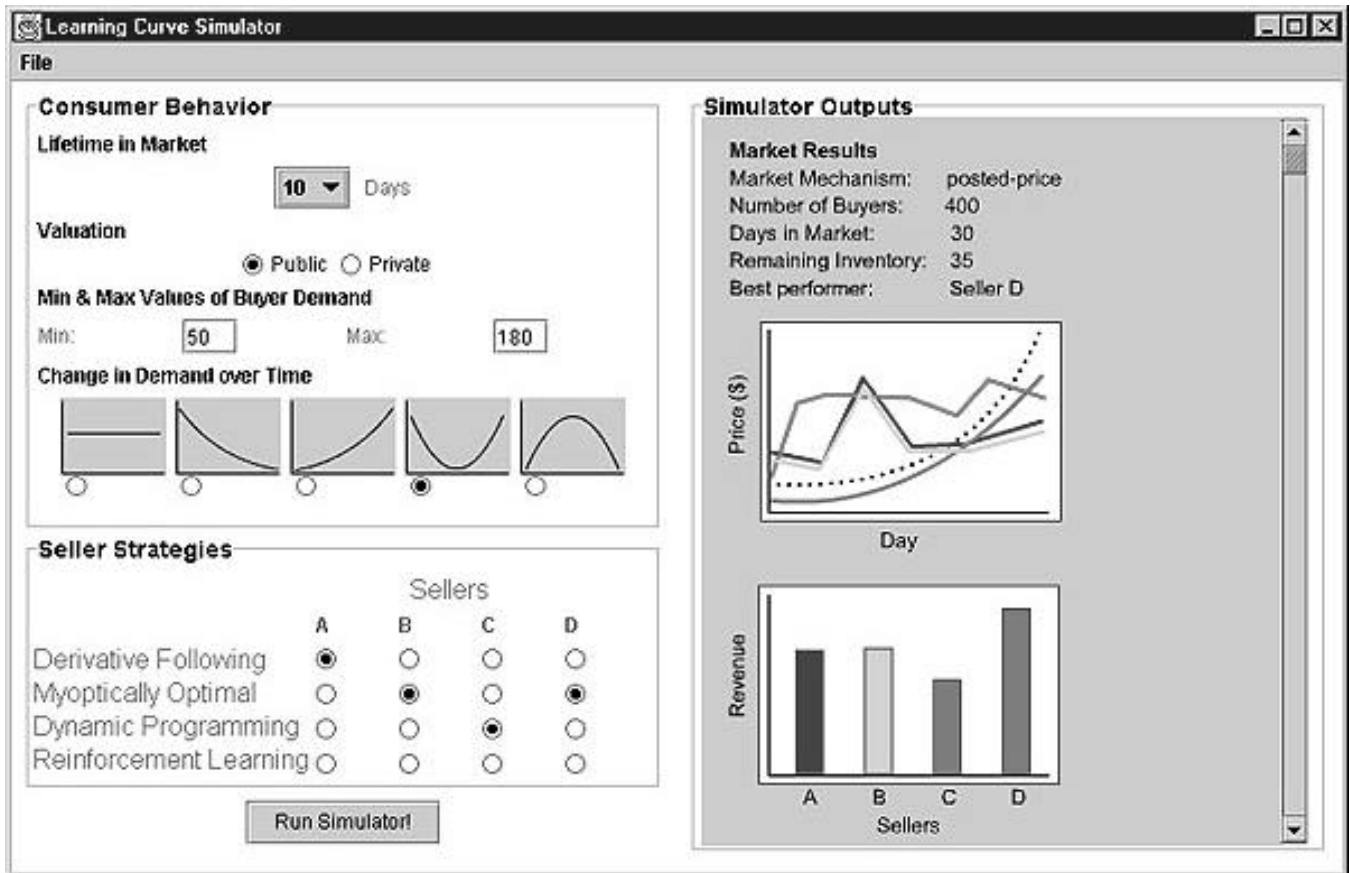 Learning Curve Simulator
File
Consumer Behavior
Lifetime in Market
10 Days
Valuation
Public Private
Min & Max Values of Buyer Demand
Min: 50 Max: 180
Change in Demand over Time
Seller Strategies
Sellers
A B C D
Derivative Following
Myoptically Optimal
Dynamic Programming
Reinforcement Learning
Run Simulator!
Simulator Outputs
Market Results
Market Mechanism: posted-price
Number of Buyers: 400
Days in Market: 30
Remaining Inventory: 35
Best performer: Seller D
Price ($)
Day
Revenue
A B C D
Sellers